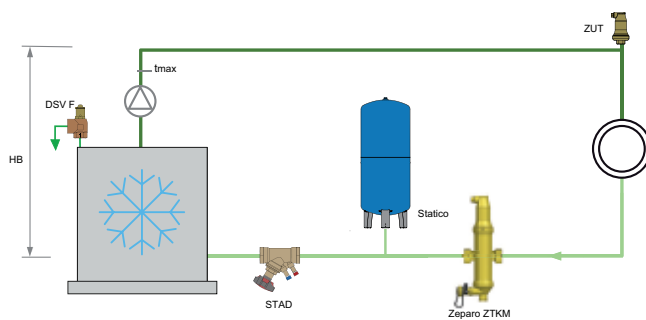 ZUT
tmax
DSV F
HB
Statico
STAD
Zeparo ZTKM